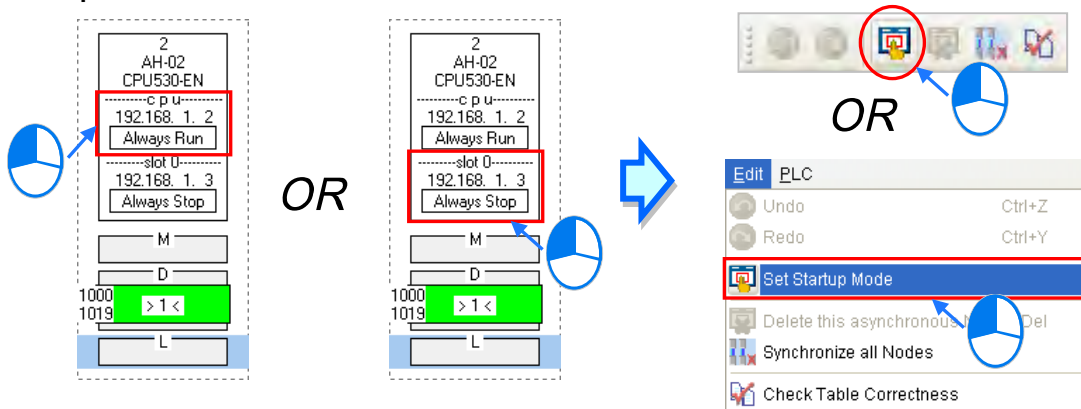 2
AH-02
CPU530-EN
--------c p u---------
192.168. 1. 2
Always Run
--------slot 0---------
192.168. 1. 3
Always Stop
M
D
1000
1019
> 1 <
L
OR
2
AH-02
CPU530-EN
--------c p u---------
192.168. 1. 2
Always Run
--------slot 0---------
192.168. 1. 3
Always Stop
M
D
1000
1019
> 1 <
L
OR
Edit PLC
Undo Ctrl+Z
Redo Ctrl+Y
Set Startup Mode
Delete this asynchronous Del
Synchronize all Nodes
Check Table Correctness